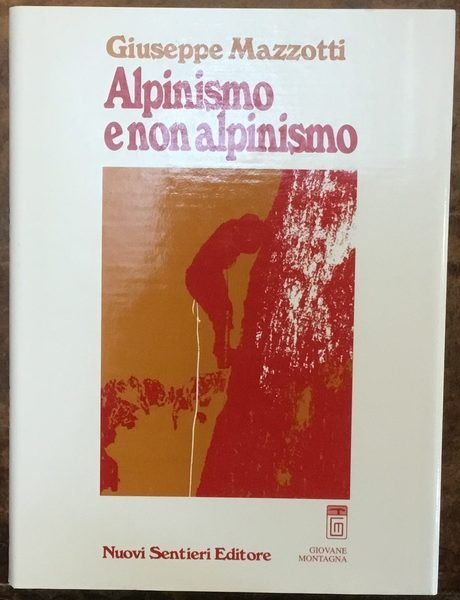 Giuseppe Mazzotti
Alpinismo
e non alpinismo
Nuovi Sentieri Editore
GIOVANE
MONTAGNA